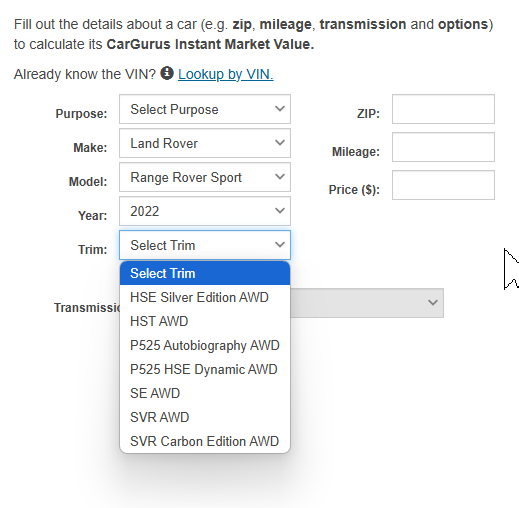 Fill out the details about a car (e.g. zip, mileage, transmission and options)
to calculate its CarGurus Instant Market Value.
Already know the VIN? Lookup by VIN.
Purpose: Select Purpose
ZIP:
Make: Land Rover
Mileage:
Model: Range Rover Sport
Price ($):
Year: 2022
Trim: Select Trim
Select Trim
HSE Silver Edition AWD
Transmissi
HST AWD
P525 Autobiography AWD
P525 HSE Dynamic AWD
SE AWD
SVR AWD
SVR Carbon Edition AWD